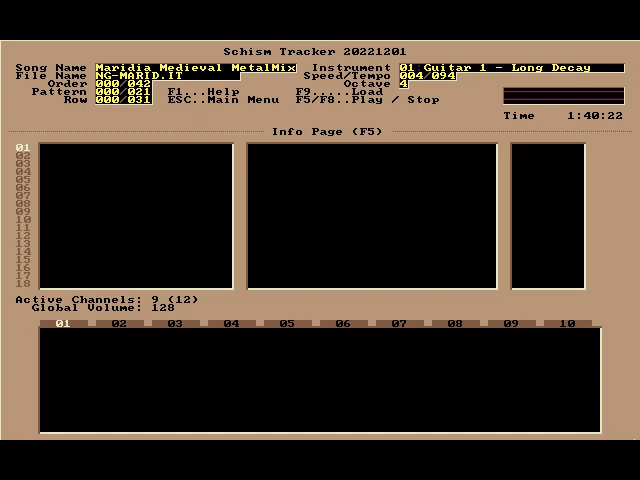 Schism Tracker 20221201
Song Name Maridia Medieval MetalMix Instrument 01 Guitar 1 - Long Decay
File Name NG-MARID.IT Speed/Tempo 004/094
Order 000/042 Octave 4
Pattern 000/021 F1...Help F9.....Load
Row 000/031 ESC..Main Menu F5/F8..Play / Stop
Time 1:40:22
Info Page (F5)
01
02
03
04
05
06
07
08
09
10
11
12
13
14
15
16
17
18
Active Channels: 9 (12)
Global Volume: 128
01 02 03 04 05 06 07 08 09 10